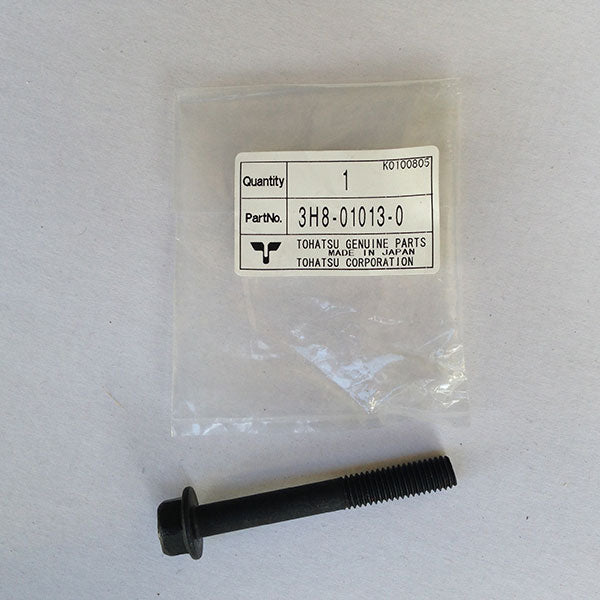 K0100805
Quantity 1
PartNo. 3H8-01013-0
TOHATSU GENUINE PARTS
MADE IN JAPAN
TOHATSU CORPORATION